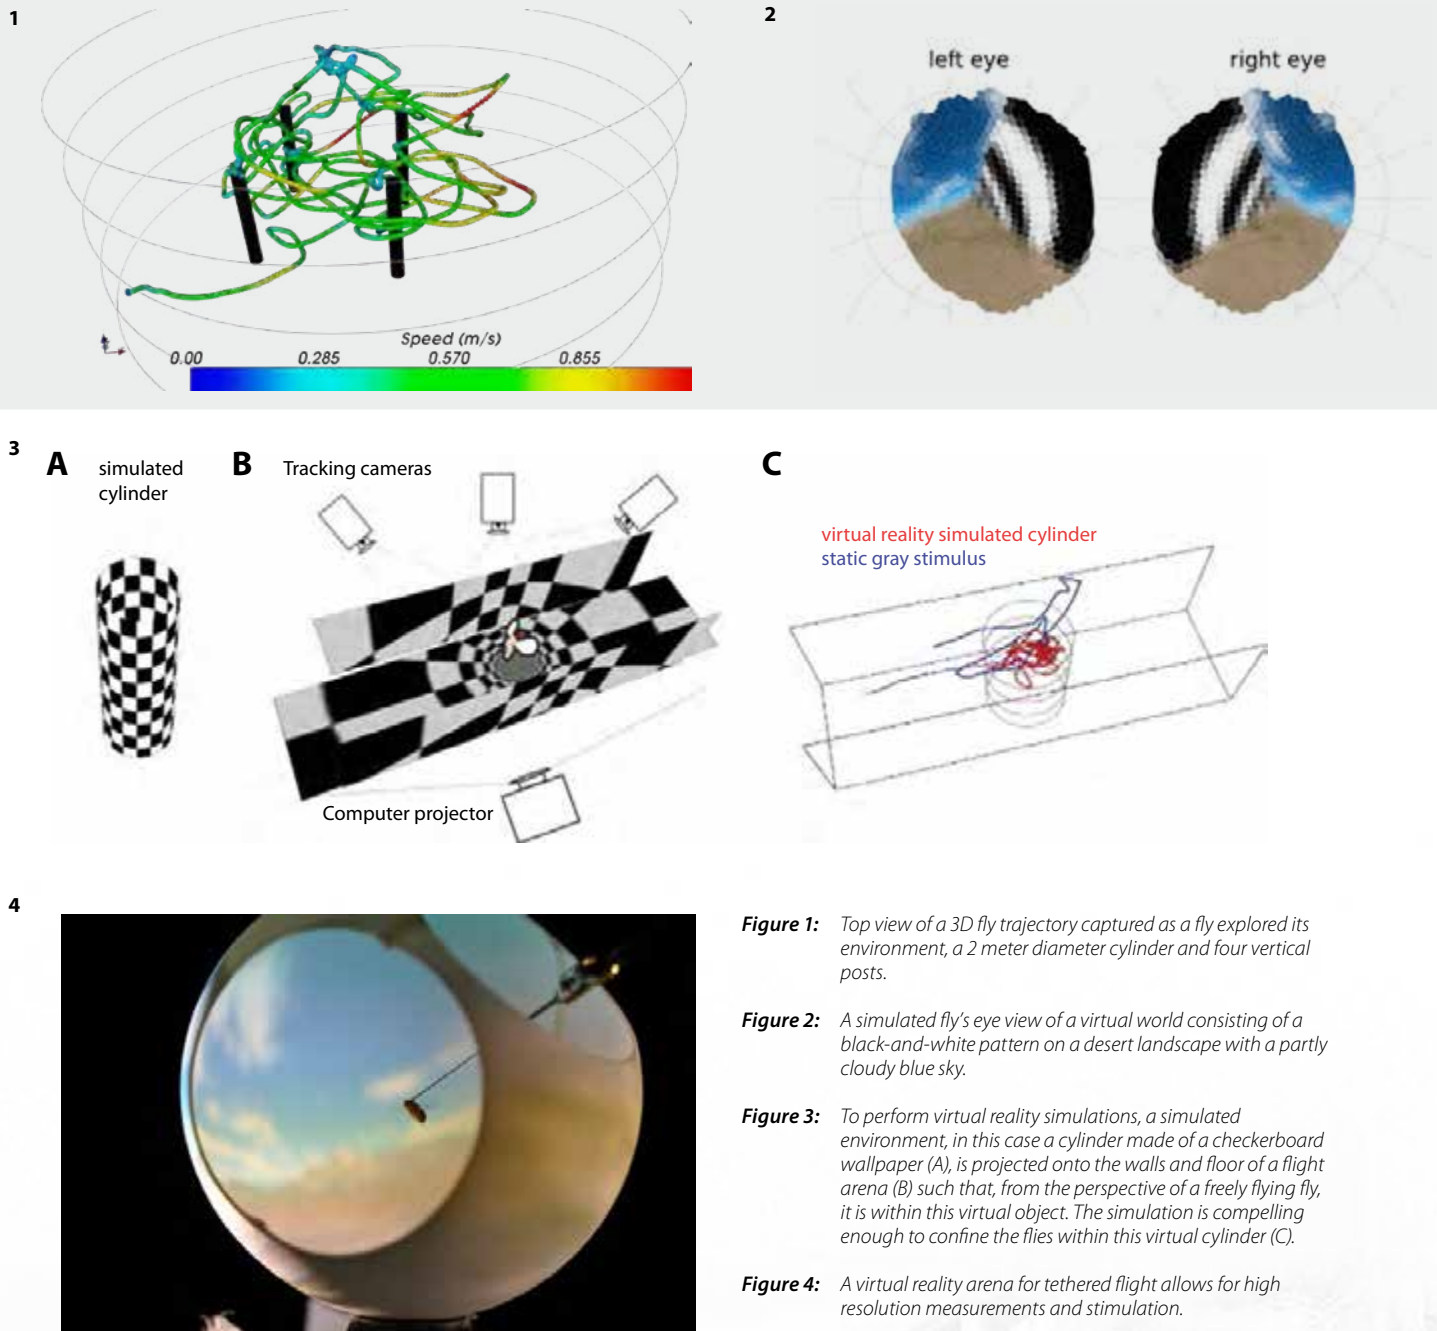 1
2
left eye
right eye
Speed (m/s)
0.00 0.285 0.570 0.855
3
A simulated
cylinder
B Tracking cameras
Computer projector
C
virtual reality simulated cylinder
static gray stimulus
4
Figure 1: Top view of a 3D fly trajectory captured as a fly explored its
environment, a 2 meter diameter cylinder and four vertical
posts.
Figure 2: A simulated fly's eye view of a virtual world consisting of a
black-and-white pattern on a desert landscape with a partly
cloudy blue sky.
Figure 3: To perform virtual reality simulations, a simulated
environment, in this case a cylinder made of a checkerboard
wallpaper (A), is projected onto the walls and floor of a flight
arena (B) such that, from the perspective of a freely flying fly,
it is within this virtual object. The simulation is compelling
enough to confine the flies within this virtual cylinder (C).
Figure 4: A virtual reality arena for tethered flight allows for high
resolution measurements and stimulation.